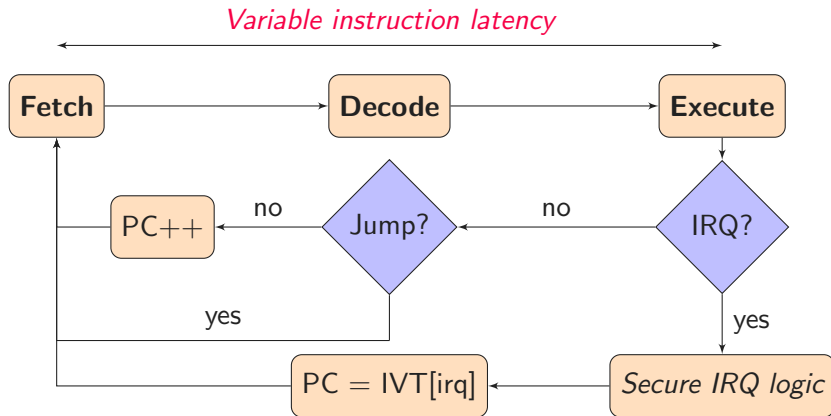 Variable instruction latency
Fetch
Decode
Execute
PC++
no
Jump?
no
IRQ?
yes
yes
PC = IVT[irq]
Secure IRQ logic